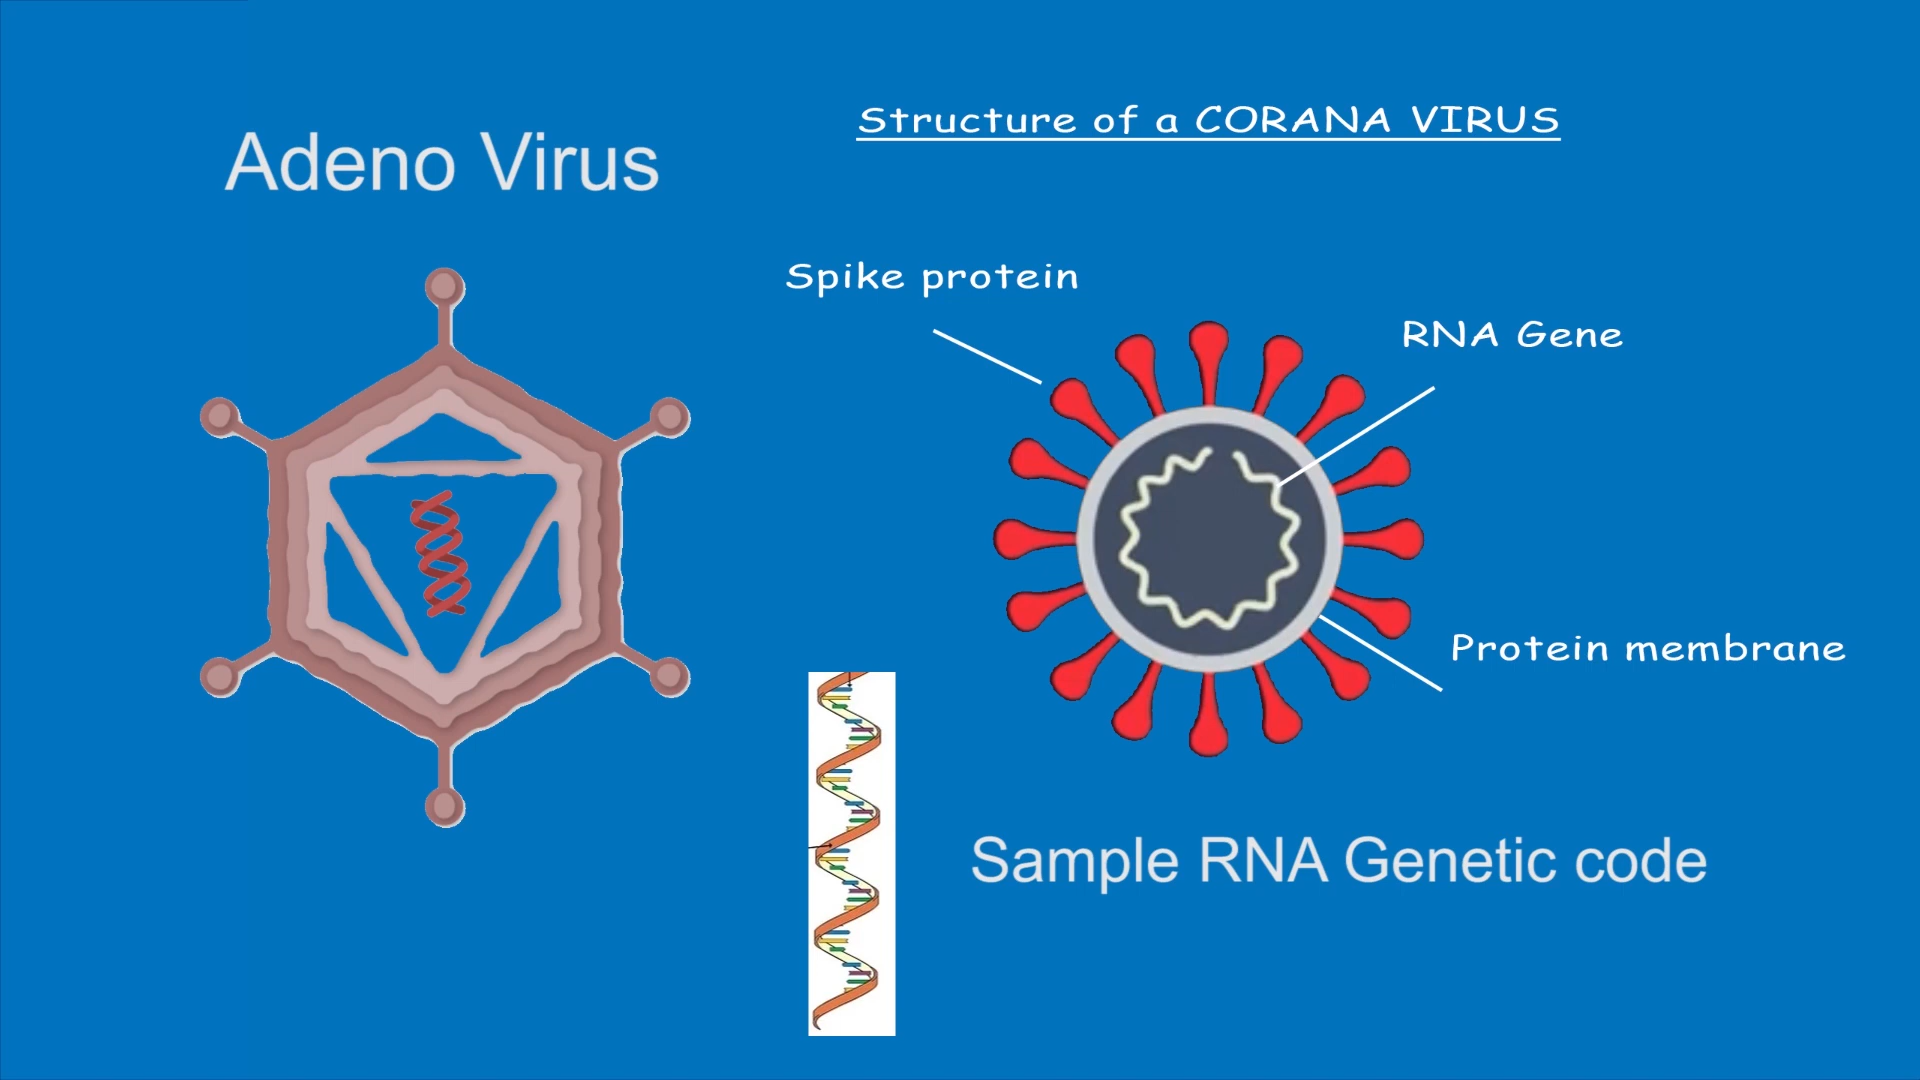 Adeno Virus
Structure of a CORANA VIRUS
Spike protein
RNA Gene
Protein membrane
Sample RNA Genetic code